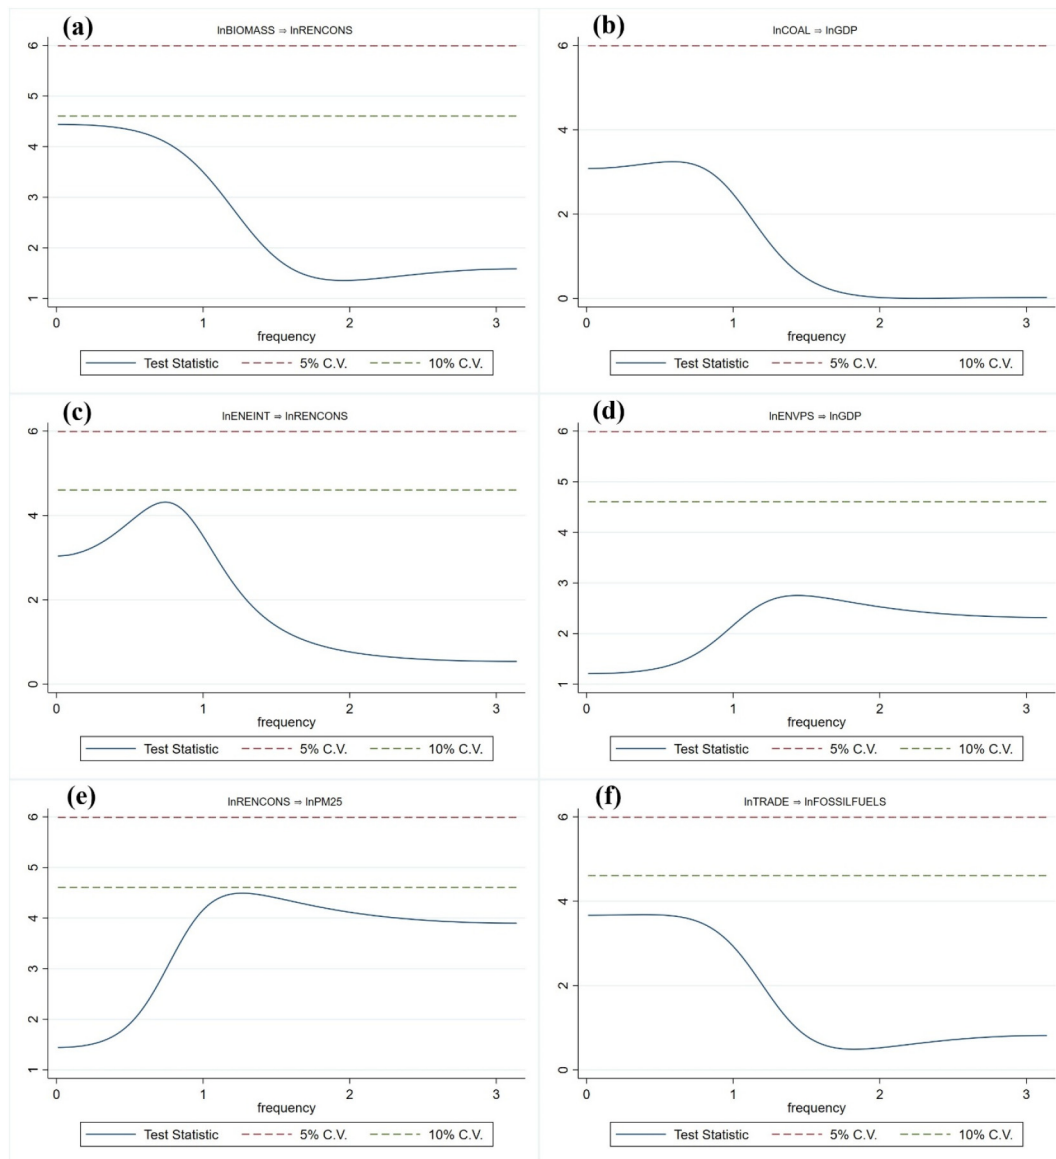 (a)
lnBIOMASS ⇒ lnRENCONS
6
5
4
3
2
1
0 1 2 3
frequency
Test Statistic 5% C.V. 10% C.V.
(b)
lnCOAL ⇒ lnGDP
6
4
2
0
0 1 2 3
frequency
Test Statistic 5% C.V. 10% C.V.
(c)
lnENEINT ⇒ lnRENCONS
6
4
2
0
0 1 2 3
frequency
Test Statistic 5% C.V. 10% C.V.
(d)
lnENVPS ⇒ lnGDP
6
5
4
3
2
1
0 1 2 3
frequency
Test Statistic 5% C.V. 10% C.V.
(e)
lnRENCONS ⇒ lnPM25
6
5
4
3
2
1
0 1 2 3
frequency
Test Statistic 5% C.V. 10% C.V.
(f)
lnTRADE ⇒ lnFOSSILFUELS
6
4
2
0
0 1 2 3
frequency
Test Statistic 5% C.V. 10% C.V.